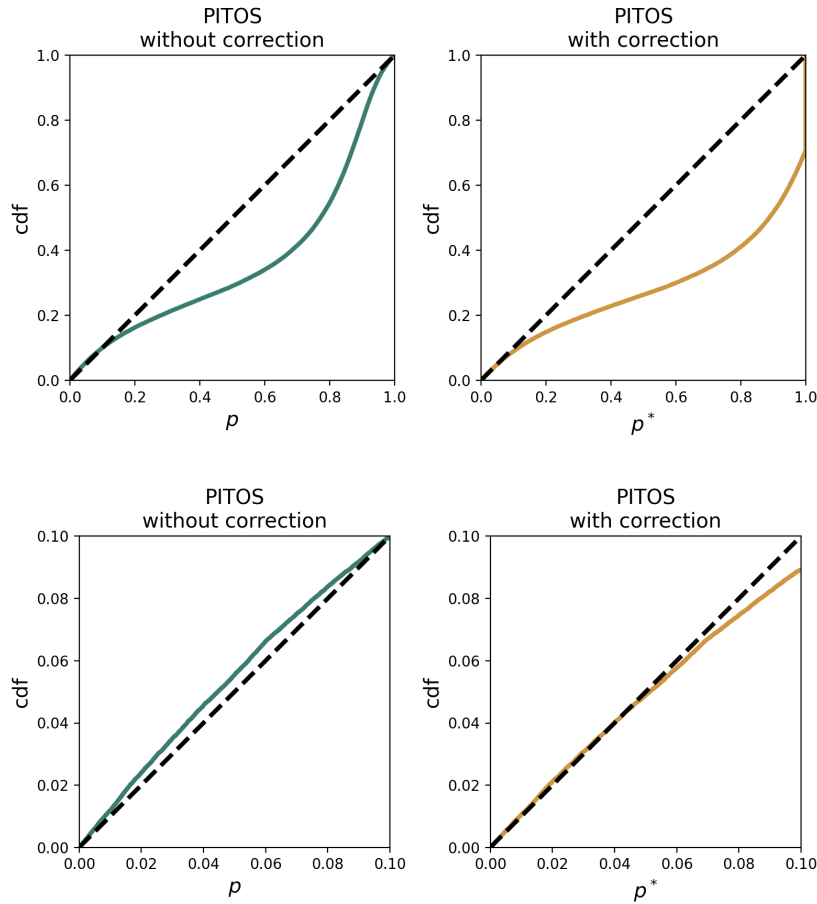 PITOS
without correction
1.0
0.8
0.6
0.4
0.2
0.0
cdf
0.0 0.2 0.4 0.6 0.8 1.0
p
PITOS
with correction
1.0
0.8
0.6
0.4
0.2
0.0
cdf
0.0 0.2 0.4 0.6 0.8 1.0
p*
PITOS
without correction
0.10
0.08
0.06
0.04
0.02
0.00
cdf
0.00 0.02 0.04 0.06 0.08 0.10
p
PITOS
with correction
0.10
0.08
0.06
0.04
0.02
0.00
cdf
0.00 0.02 0.04 0.06 0.08 0.10
p*